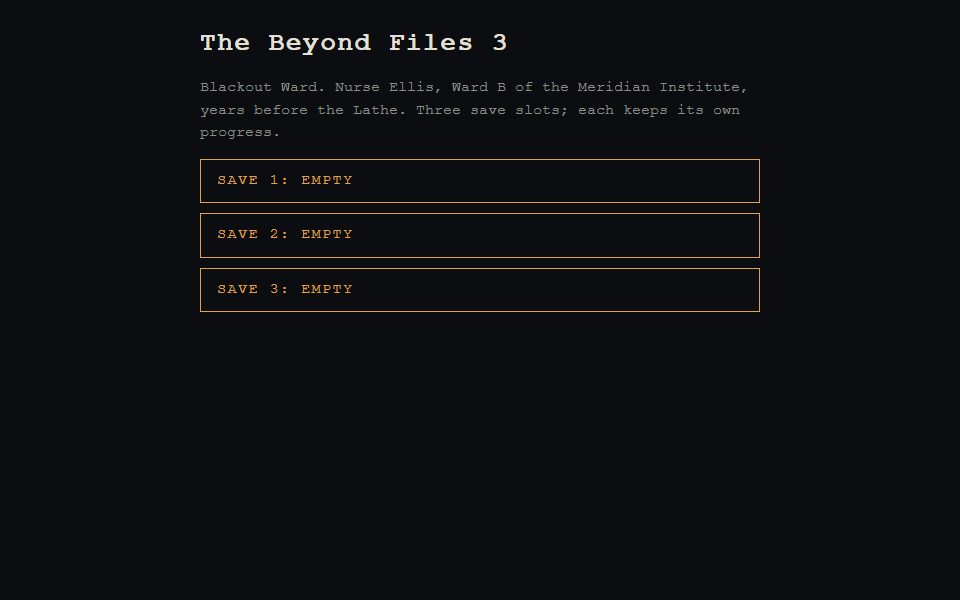 The Beyond Files 3
Blackout Ward. Nurse Ellis, Ward B of the Meridian Institute,
years before the Lathe. Three save slots; each keeps its own
progress.
SAVE 1: EMPTY
SAVE 2: EMPTY
SAVE 3: EMPTY